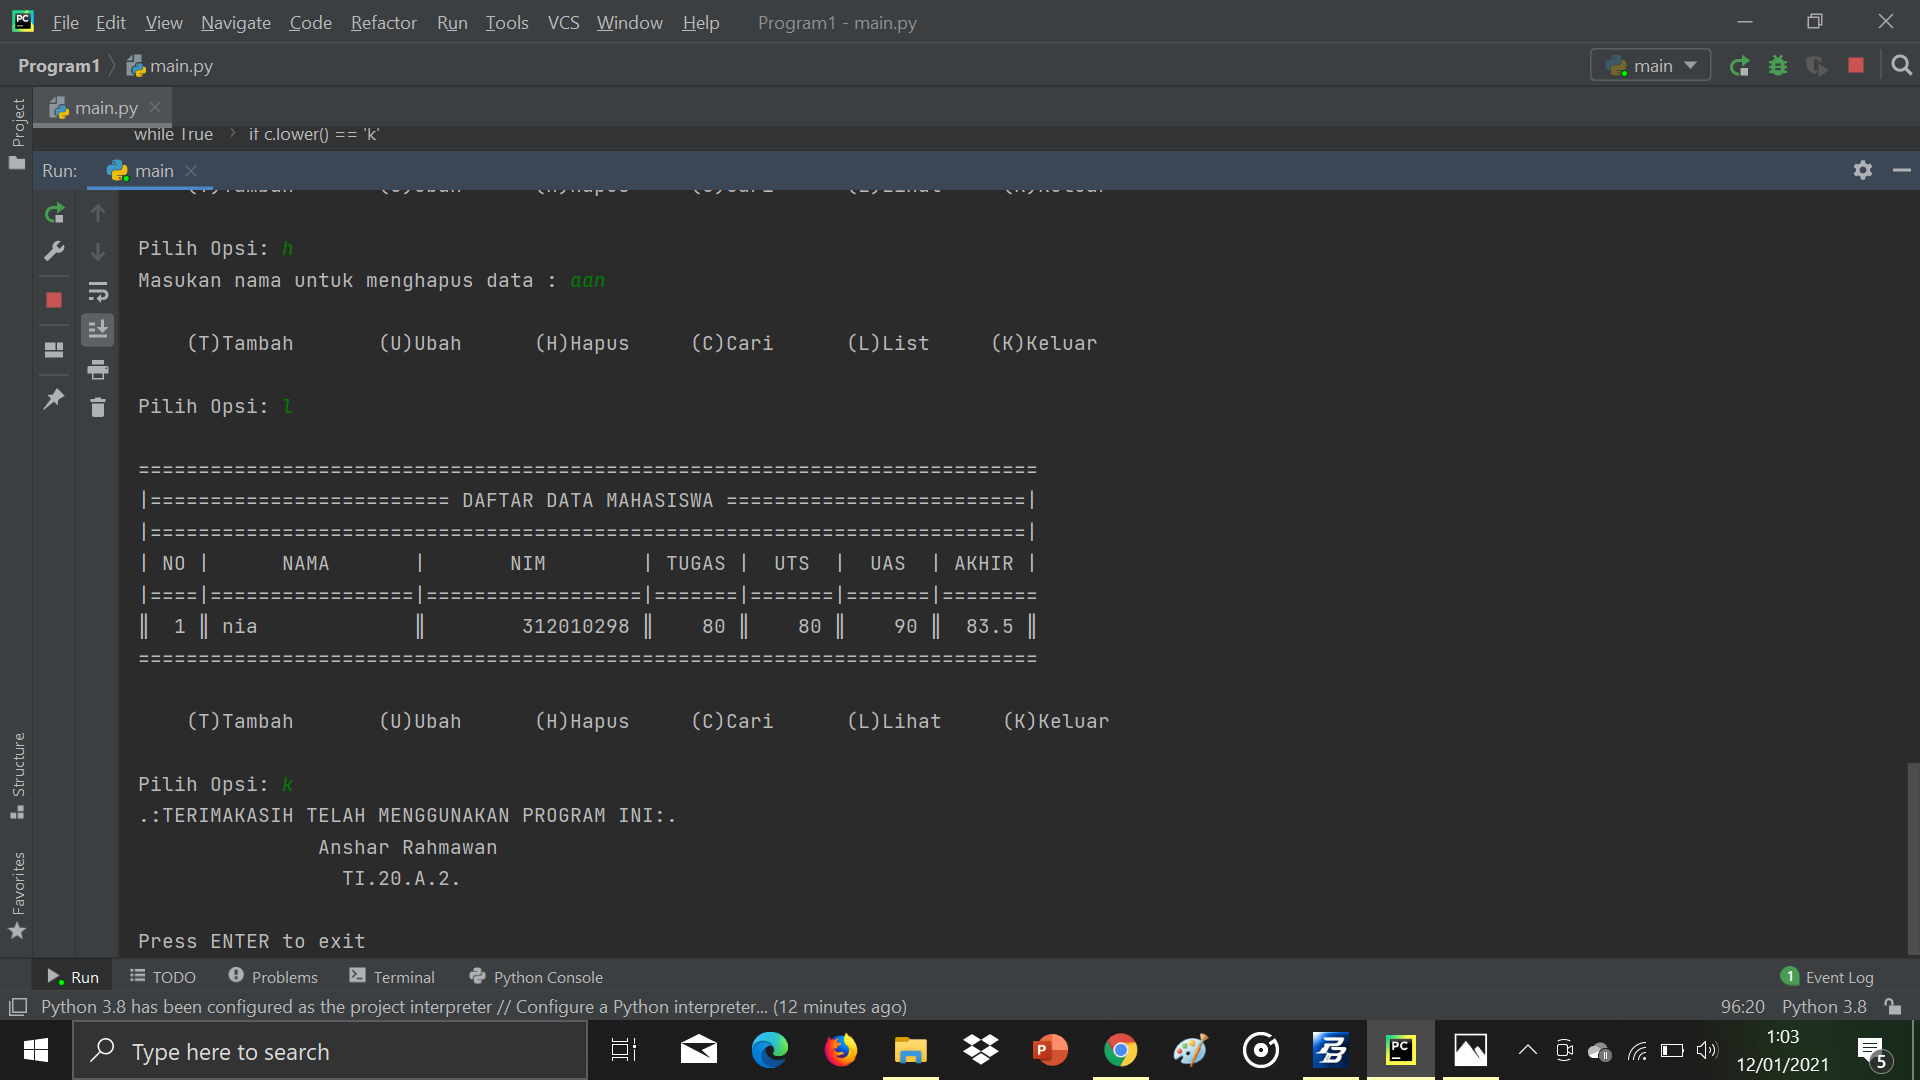 File Edit View Navigate Code Refactor Run Tools VCS Window Help Program1 - main.py
Program1 main.py main
main.py
Project
while True if c.lower() == 'k'
Run: main
(T)Tambah (U)Ubah (H)Hapus (C)Cari (L)Lihat (K)Keluar
Pilih Opsi: h
Masukan nama untuk menghapus data : aan
(T)Tambah (U)Ubah (H)Hapus (C)Cari (L)List (K)Keluar
Pilih Opsi: l
===========================================================================
|========================= DAFTAR DATA MAHASISWA =========================|
|=========================================================================|
| NO | NAMA | NIM | TUGAS | UTS | UAS | AKHIR |
|====|=================|==================|=======|=======|=======|========
║ 1 ║ nia ║ 312010298 ║ 80 ║ 80 ║ 90 ║ 83.5 ║
===========================================================================
(T)Tambah (U)Ubah (H)Hapus (C)Cari (L)Lihat (K)Keluar
Pilih Opsi: k
.:TERIMAKASIH TELAH MENGGUNAKAN PROGRAM INI:.
Anshar Rahmawan
TI.20.A.2.
Press ENTER to exit
Structure
Favorites
Run TODO Problems Terminal Python Console 1 Event Log
Python 3.8 has been configured as the project interpreter // Configure a Python interpreter... (12 minutes ago) 96:20 Python 3.8
Type here to search
1:03
12/01/2021
5